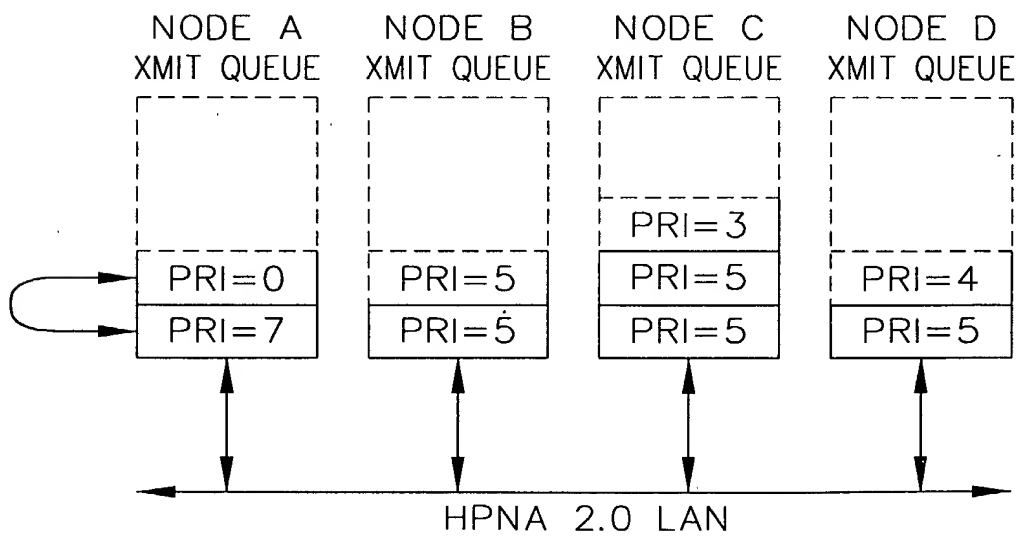 NODE A NODE B NODE C NODE D
XMIT QUEUE XMIT QUEUE XMIT QUEUE XMIT QUEUE
PRI=3
PRI=0 PRI=5 PRI=5 PRI=4
PRI=7 PRI=5 PRI=5 PRI=5
HPNA 2.0 LAN